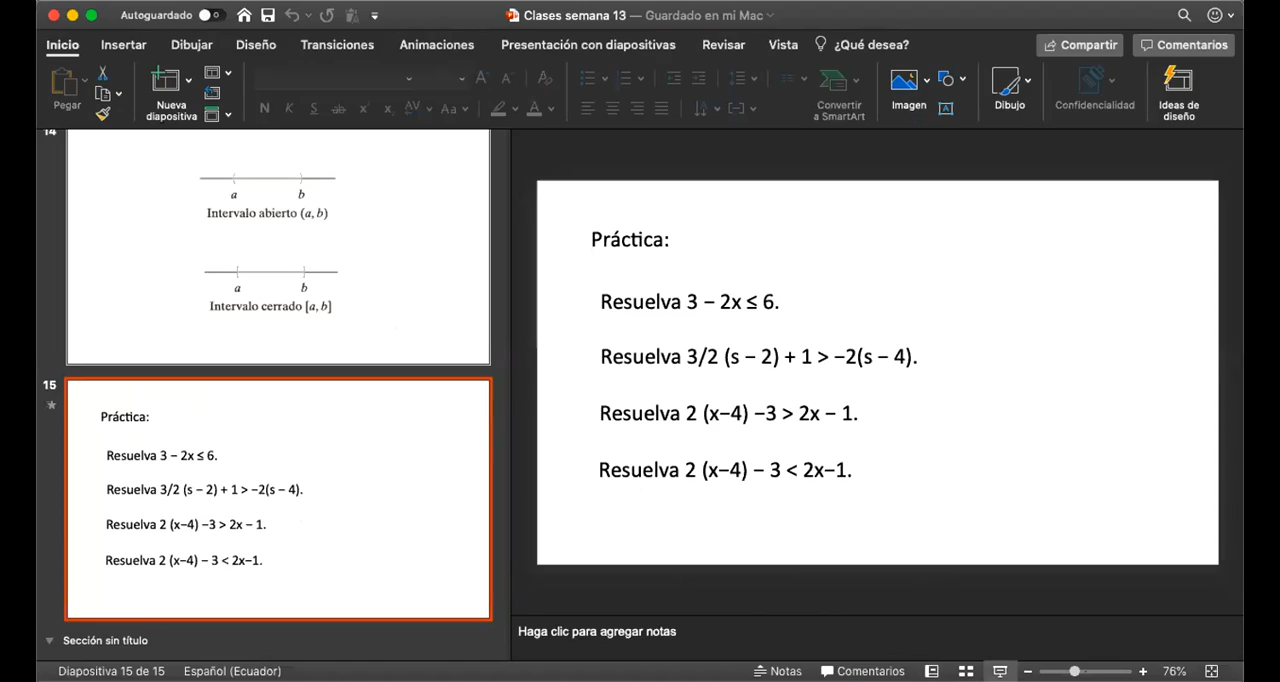 Autoguardado
Clases semana 13 — Guardado en mi Mac
Inicio Insertar Dibujar Diseño Transiciones Animaciones Presentación con diapositivas Revisar Vista ¿Qué desea? Compartir Comentarios
Pegar
Nueva diapositiva
N K S ab x x AV Aa A
Convertir a SmartArt
Imagen
Dibujo
Confidencialidad
Ideas de diseño
14
a b
Intervalo abierto (a, b)
a b
Intervalo cerrado [a, b]
15
Práctica:
Resuelva 3 − 2x ≤ 6.
Resuelva 3/2 (s − 2) + 1 > −2(s − 4).
Resuelva 2 (x−4) −3 > 2x − 1.
Resuelva 2 (x−4) − 3 < 2x−1.
Sección sin título
Práctica:
Resuelva 3 − 2x ≤ 6.
Resuelva 3/2 (s − 2) + 1 > −2(s − 4).
Resuelva 2 (x−4) −3 > 2x − 1.
Resuelva 2 (x−4) − 3 < 2x−1.
Haga clic para agregar notas
Diapositiva 15 de 15 Español (Ecuador) Notas Comentarios 76%